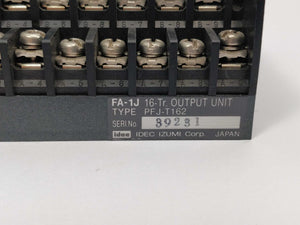 FA-1J 16-Tr. OUTPUT UNIT
TYPE PFJ-T162
SERI.No. 39231
idec IDEC IZUMI Corp. JAPAN